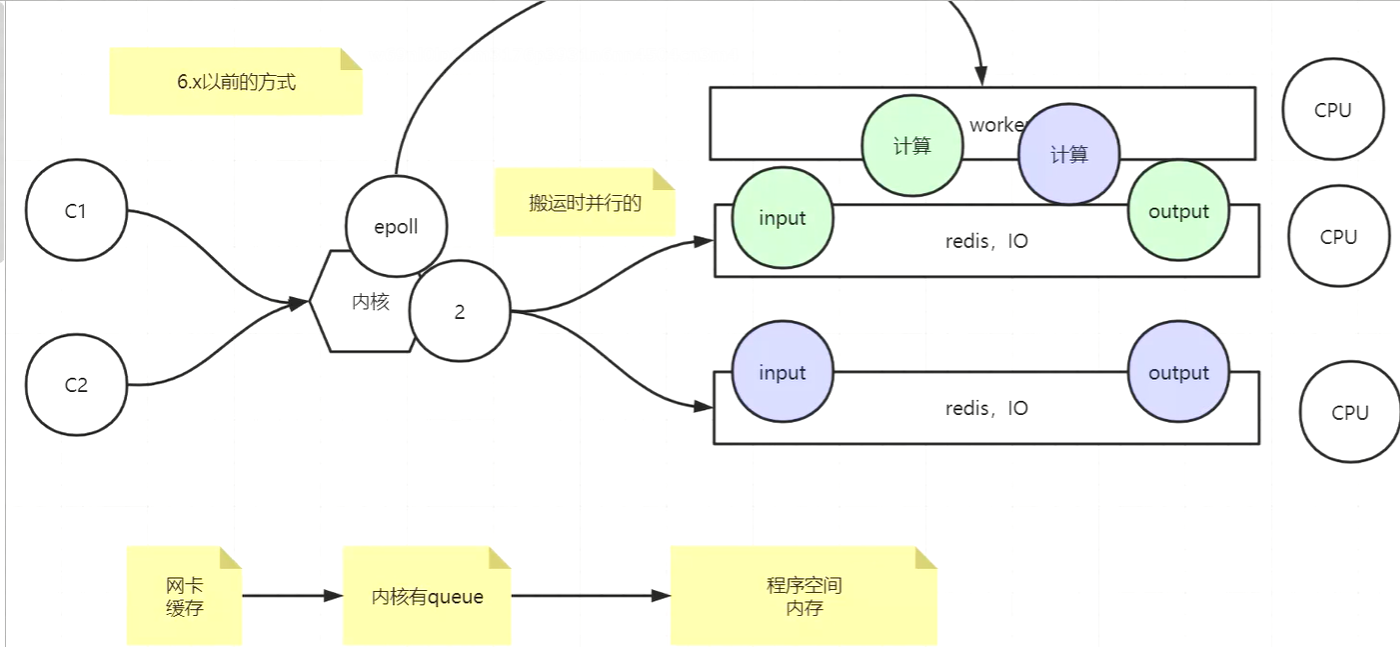 6.x以前的方式
CPU
worke
计算
计算
C1
搬运时并行的
epoll
input
output
redis，IO
CPU
内核
2
C2
input
output
redis，IO
CPU
网卡
缓存
内核有queue
程序空间
内存